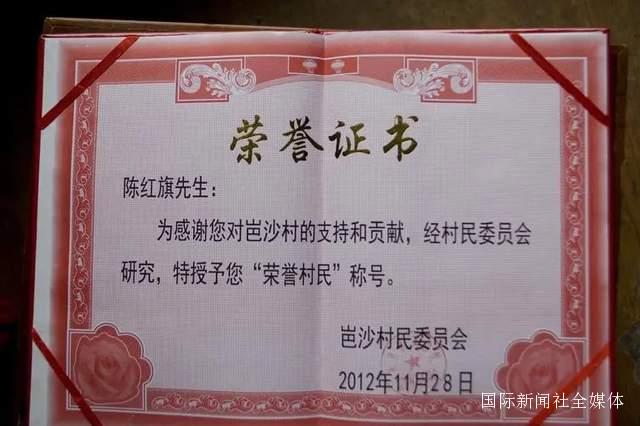 荣誉证书
陈红旗先生：
为感谢您对岜沙村的支持和贡献，经村民委员会
研究，特授予您“荣誉村民”称号。
岜沙村民委员会
2012年11月28日
国际新闻社全媒体